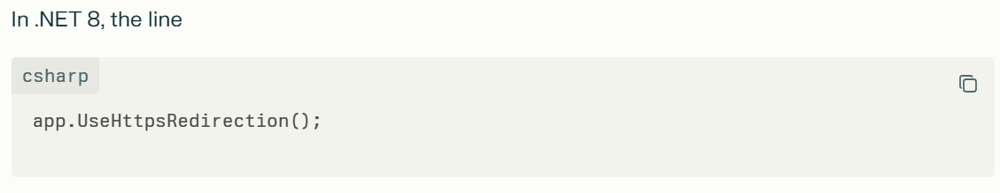 In .NET 8, the line
csharp
app.UseHttpsRedirection();